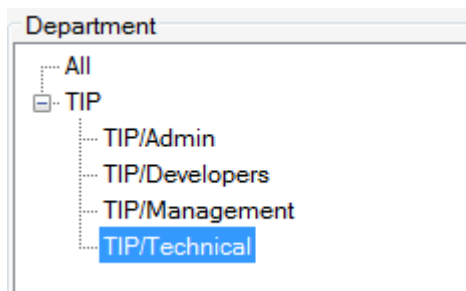 Department
All
TIP
TIP/Admin
TIP/Developers
TIP/Management
TIP/Technical